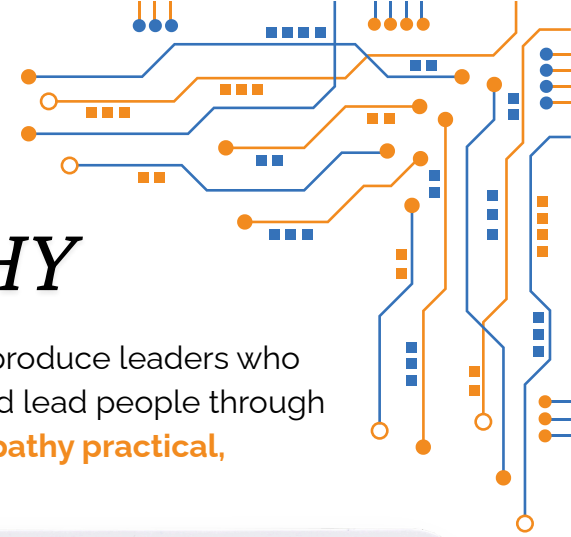 HY
produce leaders who
d lead people through
pathy practical,